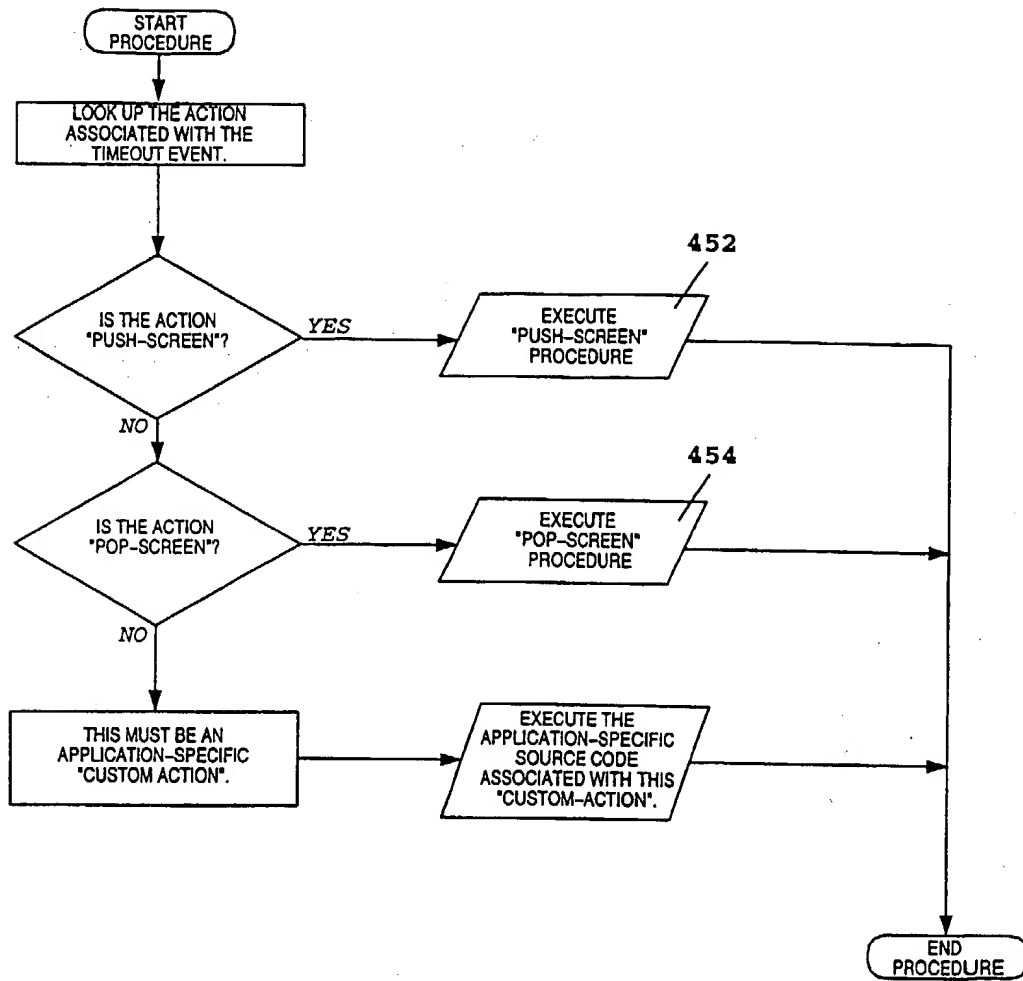 START
PROCEDURE
LOOK UP THE ACTION
ASSOCIATED WITH THE
TIMEOUT EVENT.
452
IS THE ACTION
"PUSH-SCREEN"?
YES
EXECUTE
"PUSH-SCREEN"
PROCEDURE
NO
454
IS THE ACTION
"POP-SCREEN"?
YES
EXECUTE
"POP-SCREEN"
PROCEDURE
NO
THIS MUST BE AN
APPLICATION-SPECIFIC
"CUSTOM ACTION".
EXECUTE THE
APPLICATION-SPECIFIC
SOURCE CODE
ASSOCIATED WITH THIS
"CUSTOM-ACTION".
END
PROCEDURE